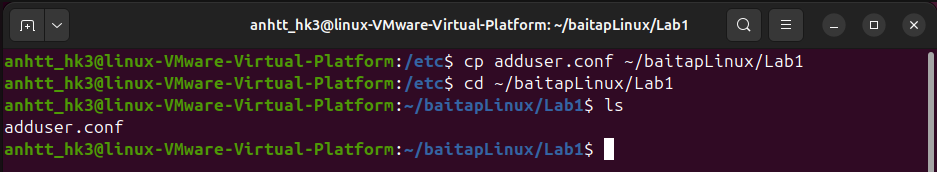 anhtt_hk3@linux-VMware-Virtual-Platform: ~/baitapLinux/Lab1
anhtt_hk3@linux-VMware-Virtual-Platform:/etc$ cp adduser.conf ~/baitapLinux/Lab1
anhtt_hk3@linux-VMware-Virtual-Platform:/etc$ cd ~/baitapLinux/Lab1
anhtt_hk3@linux-VMware-Virtual-Platform:~/baitapLinux/Lab1$ ls
adduser.conf
anhtt_hk3@linux-VMware-Virtual-Platform:~/baitapLinux/Lab1$